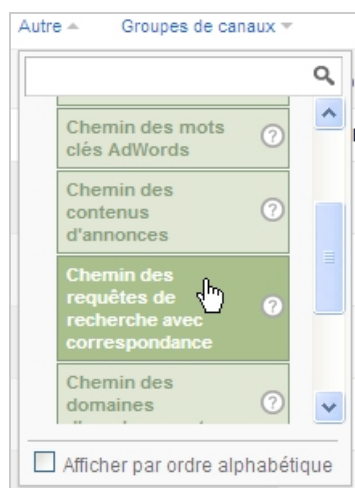 Autre Groupes de canaux
Chemin des mots
clés AdWords
?
Chemin des
contenus
d'annonces
?
Chemin des
requêtes de
recherche avec
correspondance
?
Chemin des
domaines
?
Afficher par ordre alphabétique